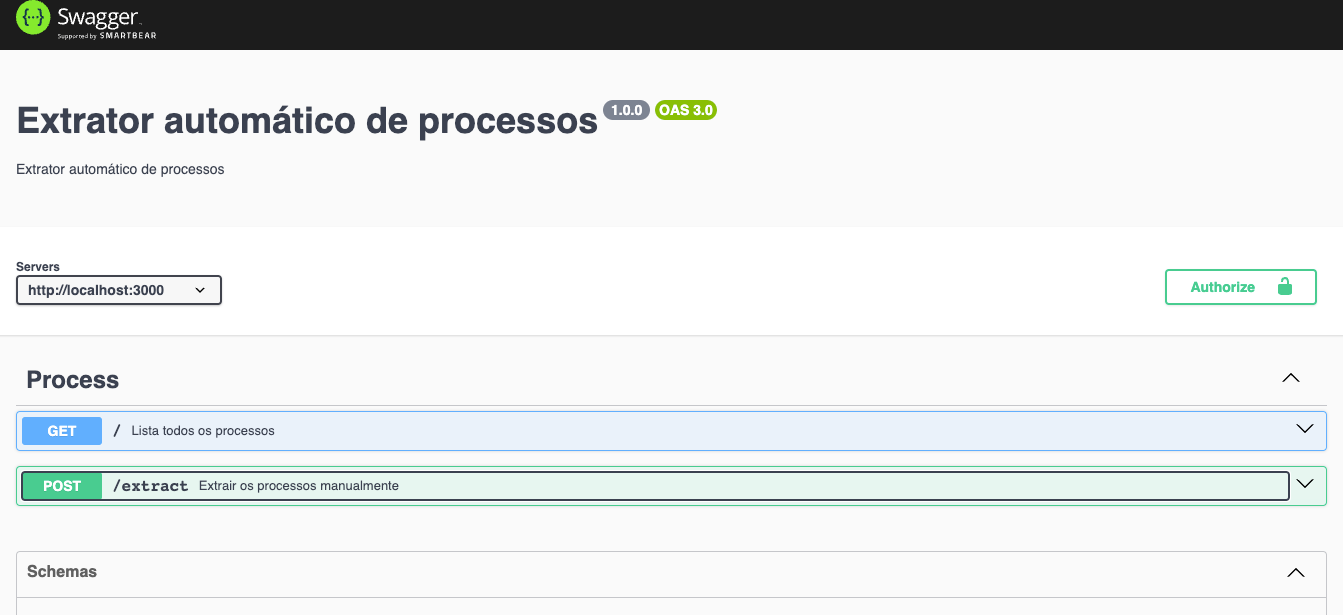 {···} Swagger
Supported by SMARTBEAR
Extrator automático de processos 1.0.0 OAS 3.0
Extrator automático de processos
Servers
http://localhost:3000
Authorize
Process
GET / Lista todos os processos
POST /extract Extrair os processos manualmente
Schemas